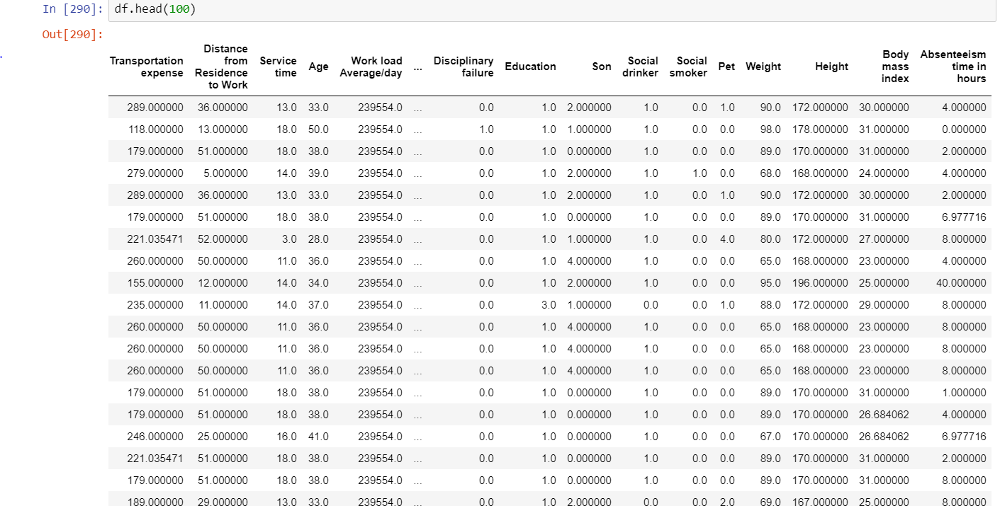 In [290]: df.head(100)
Out[290]:
Transportation expense Distance from Residence to Work Service time Age Work load Average/day ... Disciplinary failure Education Son Social drinker Social smoker Pet Weight Height Body mass index Absenteeism time in hours
289.000000 36.000000 13.0 33.0 239554.0 ... 0.0 1.0 2.000000 1.0 0.0 1.0 90.0 172.000000 30.000000 4.000000
118.000000 13.000000 18.0 50.0 239554.0 ... 1.0 1.0 1.000000 1.0 0.0 0.0 98.0 178.000000 31.000000 0.000000
179.000000 51.000000 18.0 38.0 239554.0 ... 0.0 1.0 0.000000 1.0 0.0 0.0 89.0 170.000000 31.000000 2.000000
279.000000 5.000000 14.0 39.0 239554.0 ... 0.0 1.0 2.000000 1.0 1.0 0.0 68.0 168.000000 24.000000 4.000000
289.000000 36.000000 13.0 33.0 239554.0 ... 0.0 1.0 2.000000 1.0 0.0 1.0 90.0 172.000000 30.000000 2.000000
179.000000 51.000000 18.0 38.0 239554.0 ... 0.0 1.0 0.000000 1.0 0.0 0.0 89.0 170.000000 31.000000 6.977716
221.035471 52.000000 3.0 28.0 239554.0 ... 0.0 1.0 1.000000 1.0 0.0 4.0 80.0 172.000000 27.000000 8.000000
260.000000 50.000000 11.0 36.0 239554.0 ... 0.0 1.0 4.000000 1.0 0.0 0.0 65.0 168.000000 23.000000 4.000000
155.000000 12.000000 14.0 34.0 239554.0 ... 0.0 1.0 2.000000 1.0 0.0 0.0 95.0 196.000000 25.000000 40.000000
235.000000 11.000000 14.0 37.0 239554.0 ... 0.0 3.0 1.000000 0.0 0.0 1.0 88.0 172.000000 29.000000 8.000000
260.000000 50.000000 11.0 36.0 239554.0 ... 0.0 1.0 4.000000 1.0 0.0 0.0 65.0 168.000000 23.000000 8.000000
260.000000 50.000000 11.0 36.0 239554.0 ... 0.0 1.0 4.000000 1.0 0.0 0.0 65.0 168.000000 23.000000 8.000000
260.000000 50.000000 11.0 36.0 239554.0 ... 0.0 1.0 4.000000 1.0 0.0 0.0 65.0 168.000000 23.000000 8.000000
179.000000 51.000000 18.0 38.0 239554.0 ... 0.0 1.0 0.000000 1.0 0.0 0.0 89.0 170.000000 31.000000 1.000000
179.000000 51.000000 18.0 38.0 239554.0 ... 0.0 1.0 0.000000 1.0 0.0 0.0 89.0 170.000000 26.684062 4.000000
246.000000 25.000000 16.0 41.0 239554.0 ... 0.0 1.0 0.000000 1.0 0.0 0.0 67.0 170.000000 26.684062 6.977716
221.035471 51.000000 18.0 38.0 239554.0 ... 0.0 1.0 0.000000 1.0 0.0 0.0 89.0 170.000000 31.000000 2.000000
179.000000 51.000000 18.0 38.0 239554.0 ... 0.0 1.0 0.000000 1.0 0.0 0.0 89.0 170.000000 31.000000 8.000000
189.000000 29.000000 13.0 33.0 239554.0 ... 0.0 1.0 2.000000 0.0 0.0 2.0 69.0 167.000000 25.000000 8.000000